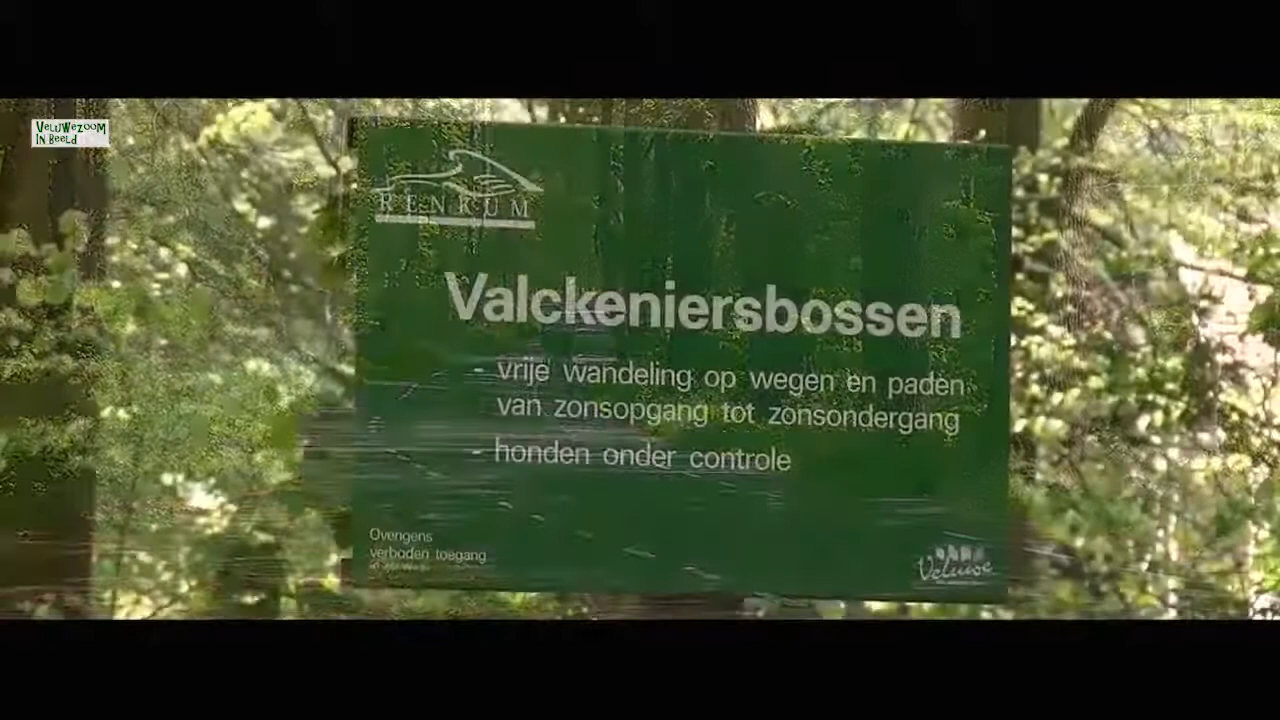 VELUWEZOOM
IN BEELD
RENKUM
Valckeniersbossen
- vrije wandeling op wegen en paden
van zonsopgang tot zonsondergang
- honden onder controle
Overigens
verboden toegang
Veluwe